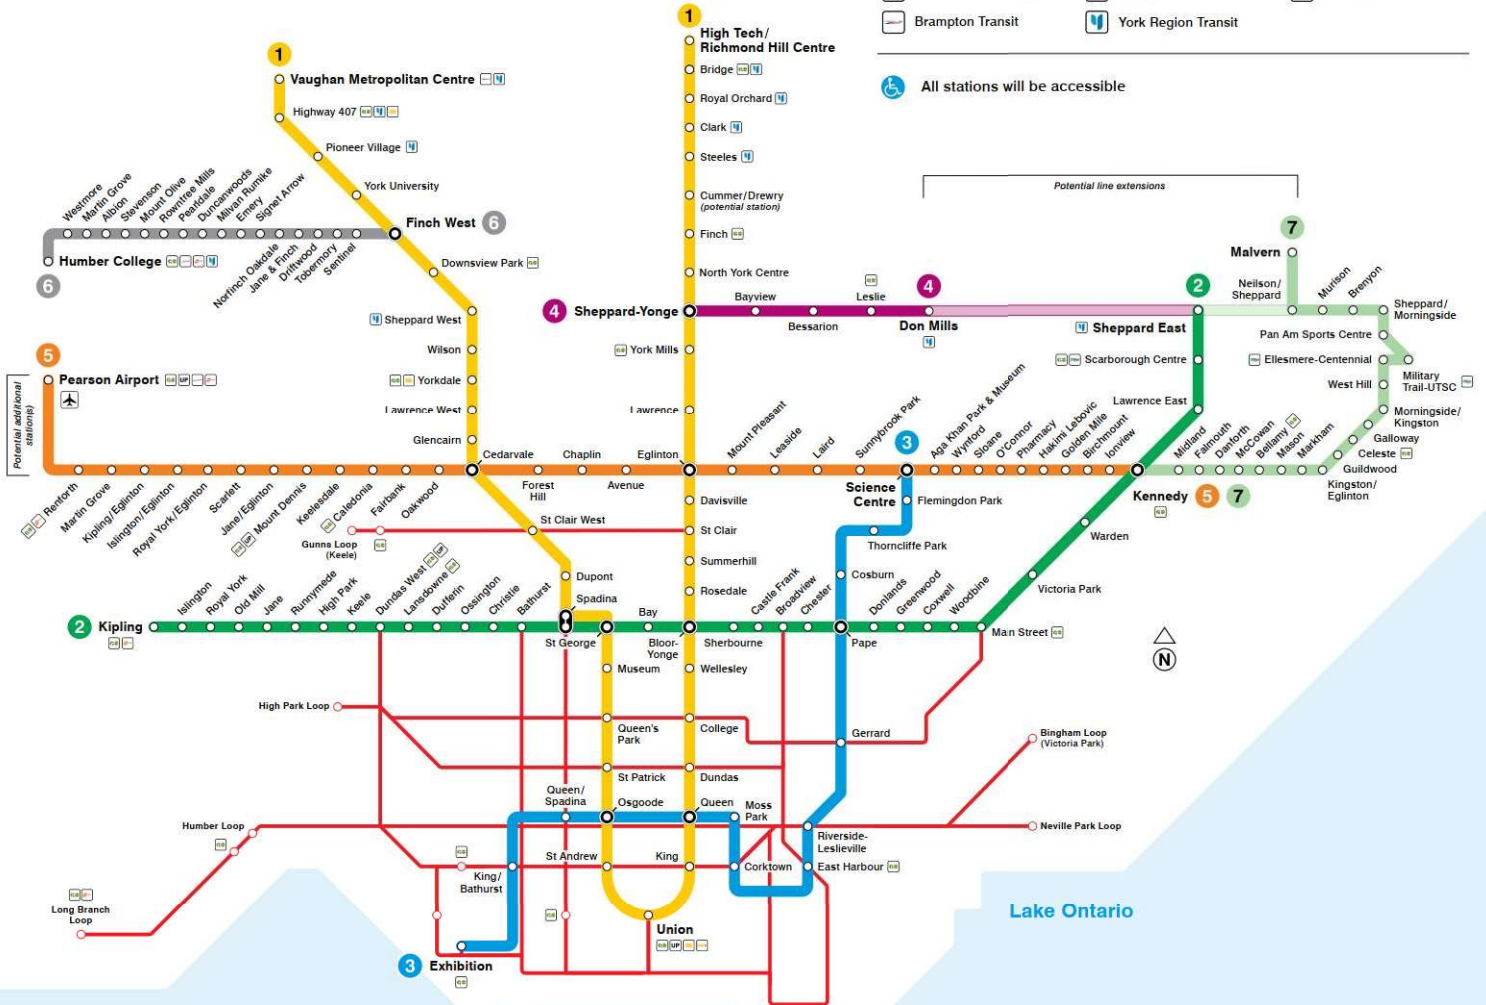 1
High Tech/
Richmond Hill Centre
Brampton Transit
York Region Transit
1
Vaughan Metropolitan Centre
Bridge
All stations will be accessible
Royal Orchard
Highway 407
Clark
Pioneer Village
Steeles
York University
Cummer/Drewry
(potential station)
Potential line extensions
Westmore
Martin Grove
Albion
Stevenson
Mount Olive
Rowntree Mills
Pearldale
Duncanwoods
Milvan Rumike
Emery
Signet Arrow
Finch West
6
Finch
7
Malvern
Humber College
6
Norfinch Oakdale
Jane & Finch
Driftwood
Tobermory
Sentinel
Downsview Park
North York Centre
4
Sheppard-Yonge
Bayview
Bessarion
Leslie
4
Don Mills
2
Sheppard East
Neilson/
Sheppard
Murison
Brenyon
Sheppard/
Morningside
Sheppard West
Pan Am Sports Centre
Wilson
York Mills
Scarborough Centre
Ellesmere-Centennial
5
Pearson Airport
UP
Potential additional
station(s)
Yorkdale
West Hill
Military
Trail-UTSC
Lawrence West
Lawrence
Lawrence East
Morningside/
Kingston
Glencairn
Mount Pleasant
Leaside
Laird
Sunnybrook Park
3
Aga Khan Park & Museum
Wynford
Sloane
O'Connor
Pharmacy
Hakimi Lebovic
Golden Mile
Birchmount
Ionview
Midland
Falmouth
Danforth
McCowan
Bellamy
Mason
Markham
Galloway
Celeste
Guildwood
Kingston/
Eglinton
Cedarvale
Chaplin
Eglinton
Forest
Hill
Avenue
Science
Centre
Kennedy
5
7
Renforth
Martin Grove
Kipling/Eglinton
Islington/Eglinton
Royal York/Eglinton
Scarlett
Jane/Eglinton
Mount Dennis
UP
Keelesdale
Caledonia
Fairbank
Oakwood
Davisville
Flemingdon Park
Gunns Loop
(Keele)
St Clair West
St Clair
Thorncliffe Park
Warden
Summerhill
Dupont
Cosburn
Victoria Park
Rosedale
2
Kipling
Islington
Royal York
Old Mill
Jane
Runnymede
High Park
Keele
Dundas West
UP
Lansdowne
Dufferin
Ossington
Christie
Bathurst
Spadina
St George
Bay
Bloor-
Yonge
Sherbourne
Castle Frank
Broadview
Chester
Pape
Donlands
Greenwood
Coxwell
Woodbine
Main Street
N
Museum
Wellesley
High Park Loop
Queen's
Park
College
Gerrard
Bingham Loop
(Victoria Park)
St Patrick
Dundas
Queen/
Spadina
Osgoode
Queen
Moss
Park
Humber Loop
Riverside-
Leslieville
Neville Park Loop
St Andrew
King
Corktown
East Harbour
King/
Bathurst
Long Branch
Loop
Lake Ontario
Union
UP
3
Exhibition